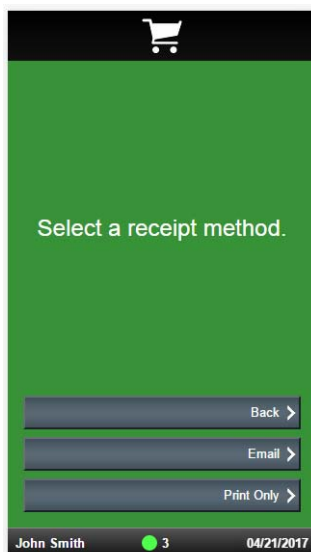 Select a receipt method.
Back
Email
Print Only
John Smith 3 04/21/2017